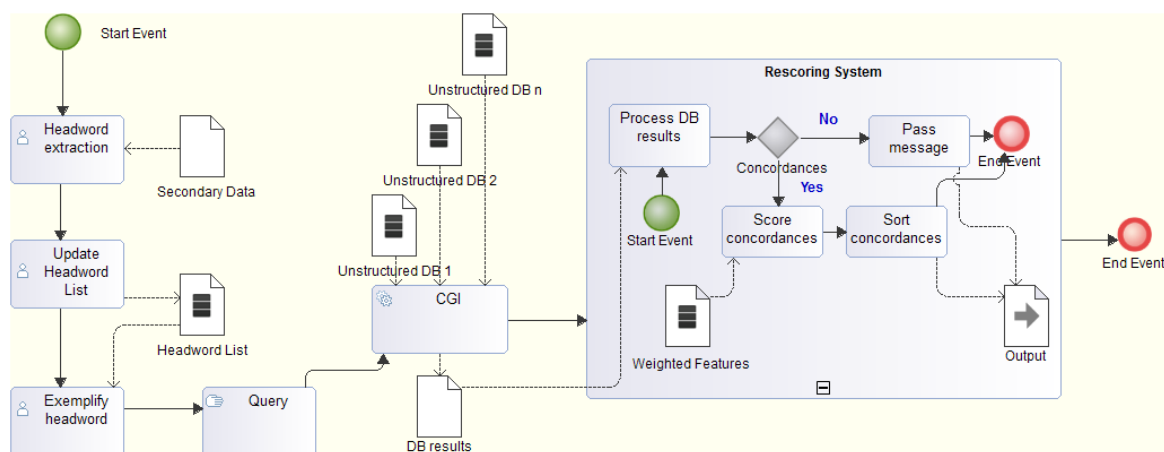 Start Event
Headword
extraction
Secondary Data
Update
Headword
List
Headword List
Exemplify
headword
Query
Unstructured DB n
Unstructured DB 2
Unstructured DB 1
CGI
DB results
Rescoring System
Process DB
results
Start Event
Concordances
No
Yes
Pass
message
End Event
Score
concordances
Sort
concordances
Weighted Features
Output
End Event